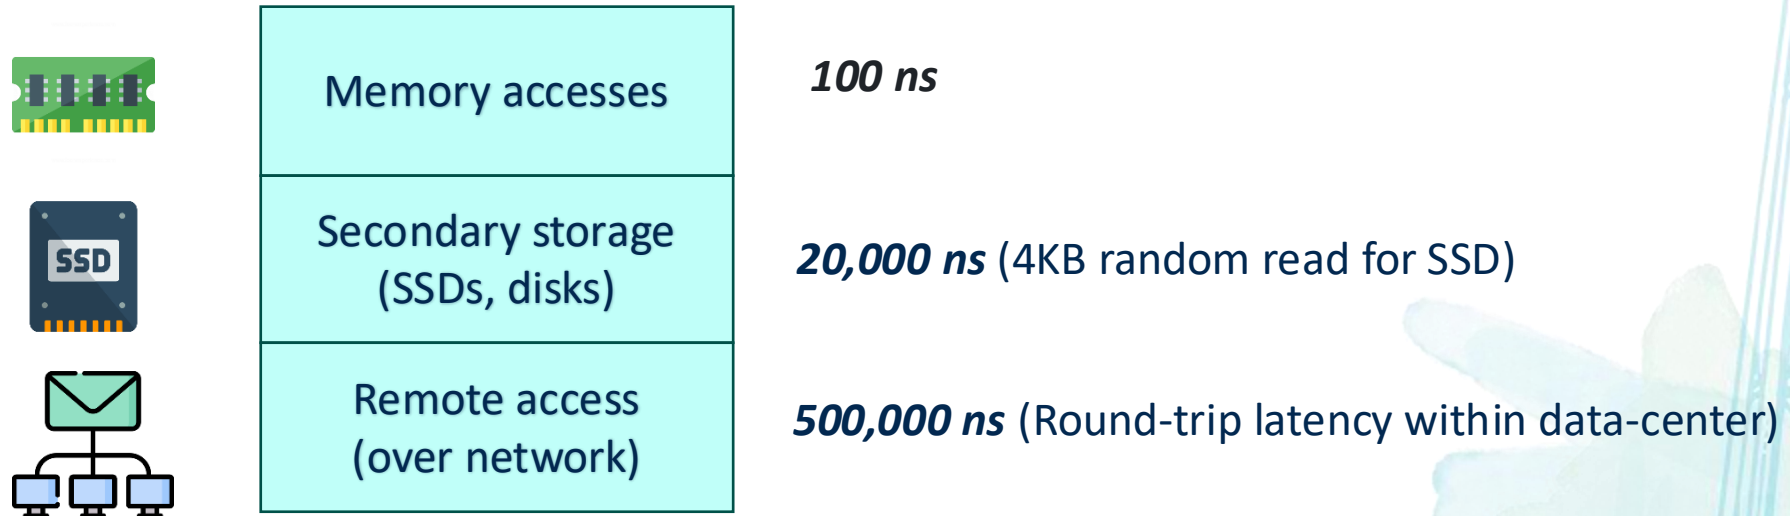 Memory accesses
100 ns
SSD
Secondary storage
(SSDs, disks)
20,000 ns (4KB random read for SSD)
Remote access
(over network)
500,000 ns (Round-trip latency within data-center)